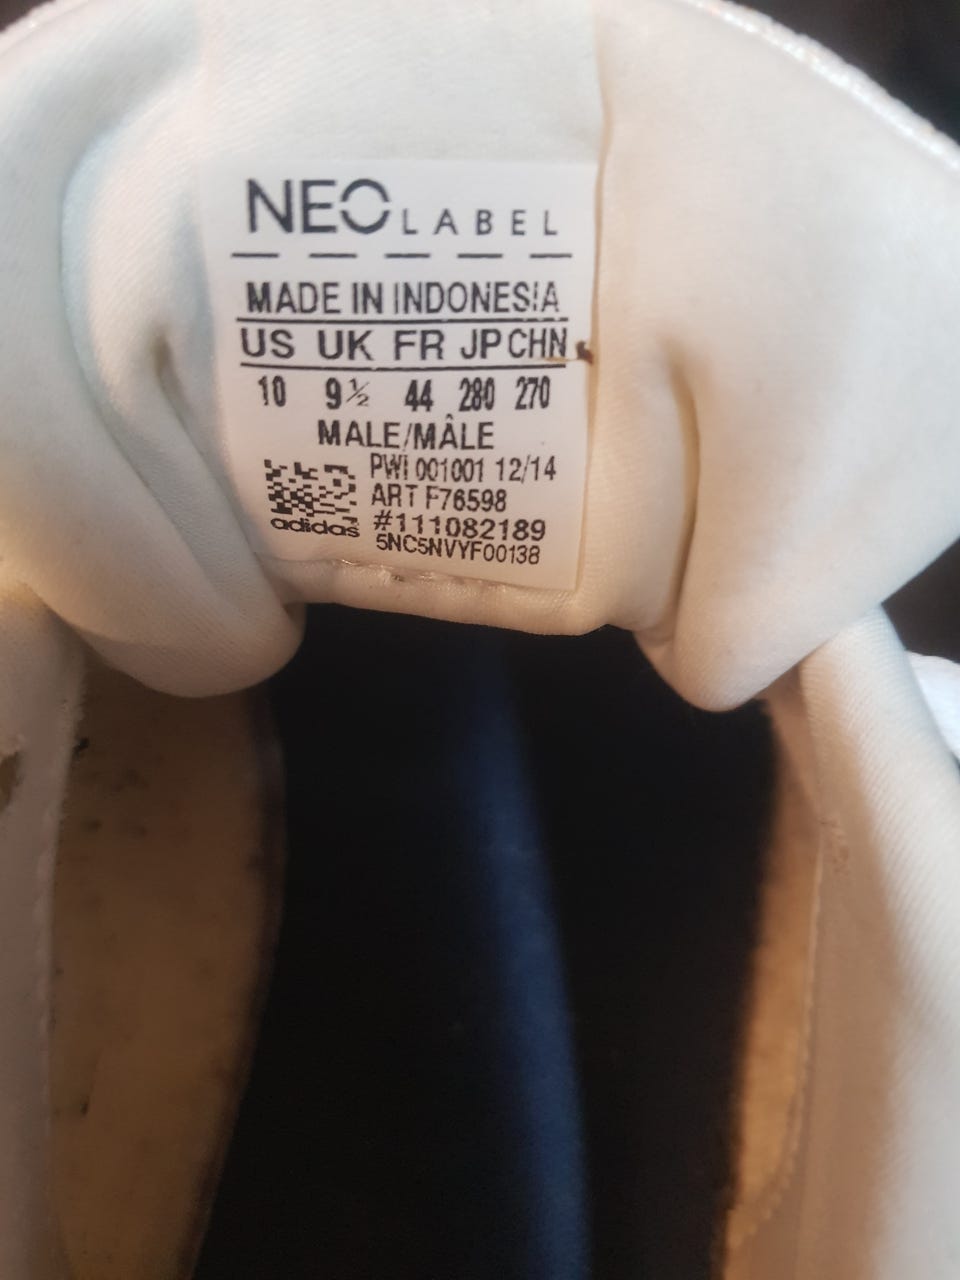 NEO LABEL
MADE IN INDONESIA
US UK FR JP CHN
10 9½ 44 280 270
MALE/MÂLE
PWI 001001 12/14
ART F76598
#111082189
adidas
5NC5NVYF00138